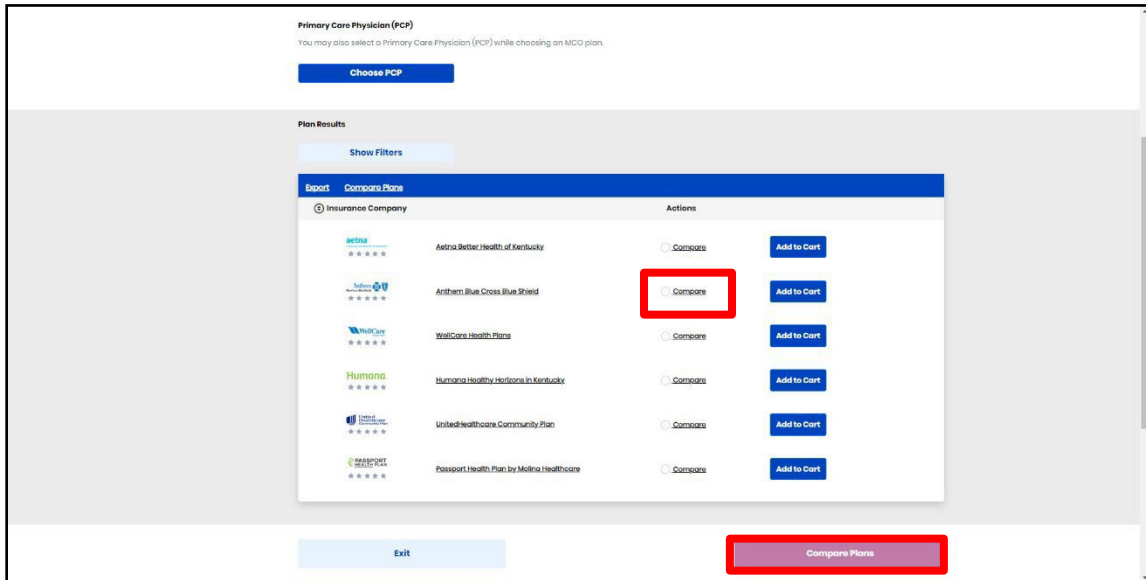 Primary Care Physician (PCP)
You may also select a Primary Care Physician (PCP) while choosing an MCO plan.
Choose PCP
Plan Results
Show Filters
Export Compare Plans
Insurance Company Actions
aetna
Aetna Better Health of Kentucky Compare Add to Cart
Anthem
Anthem Blue Cross Blue Shield Compare Add to Cart
WellCare
WellCare Health Plans Compare Add to Cart
Humana
Humana Healthy Horizons in Kentucky Compare Add to Cart
United
Healthcare
Community Plan
UnitedHealthcare Community Plan Compare Add to Cart
PASSPORT
HEALTH PLAN
Passport Health Plan by Molina Healthcare Compare Add to Cart
Exit Compare Plans